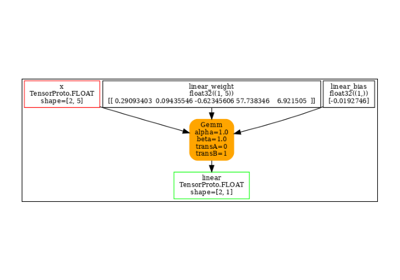 x
TensorProto.FLOAT
shape=[2, 5]
linear_weight
float32((1, 5))
[[ 0.29093403 0.09435546 -0.62345606 57.738346 6.921505 ]]
linear_bias
float32((1,))
[-0.0192746]
Gemm
alpha=1.0
beta=1.0
transA=0
transB=1
linear
TensorProto.FLOAT
shape=[2, 1]